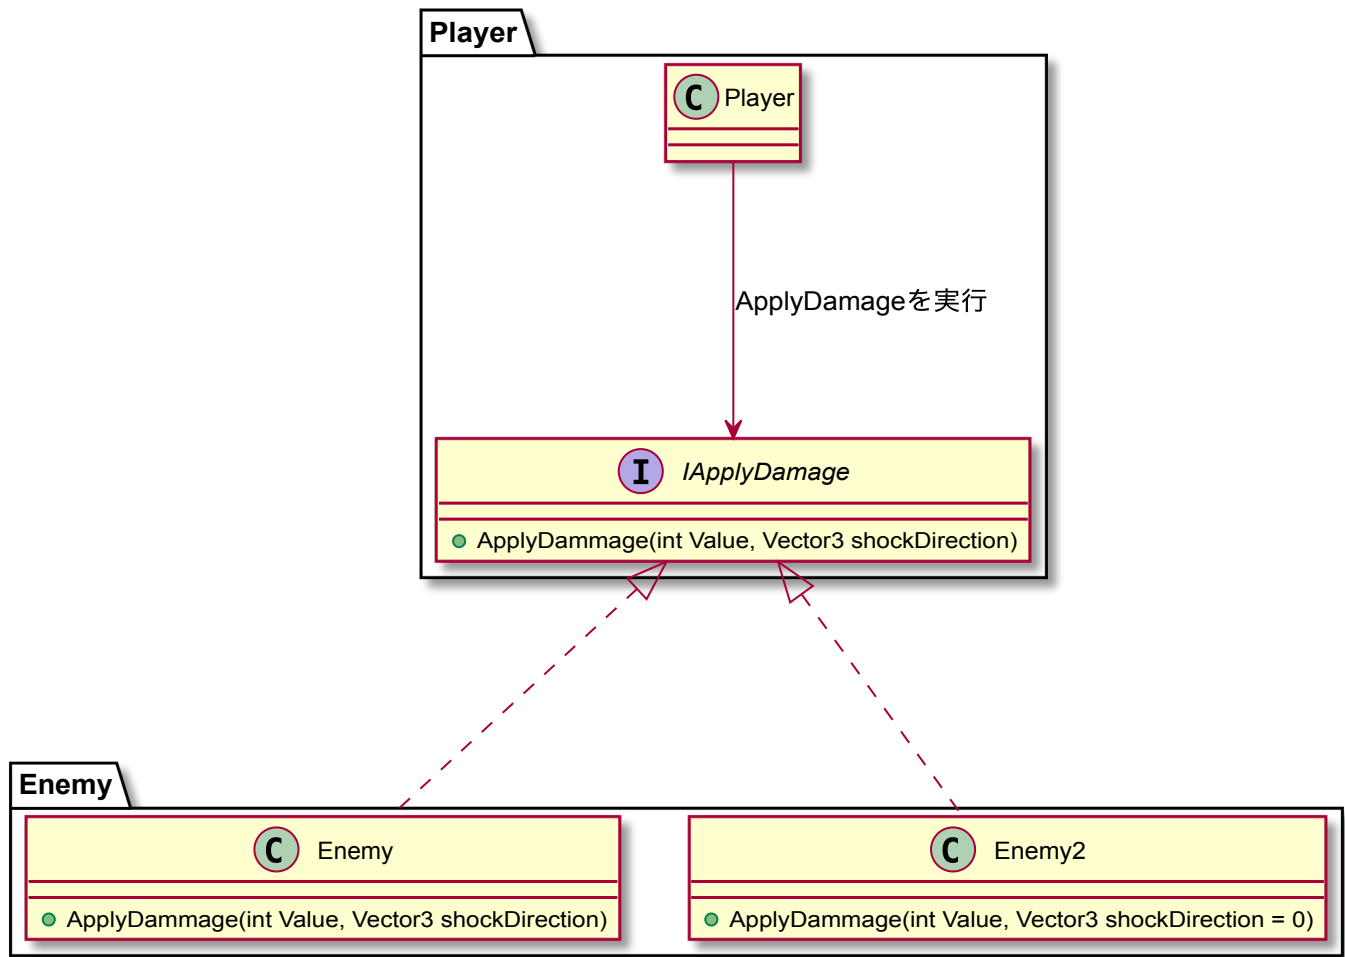 Player
C Player
ApplyDamageを実行
I IApplyDamage
ApplyDammage(int Value, Vector3 shockDirection)
Enemy
C Enemy
ApplyDammage(int Value, Vector3 shockDirection)
C Enemy2
ApplyDammage(int Value, Vector3 shockDirection = 0)